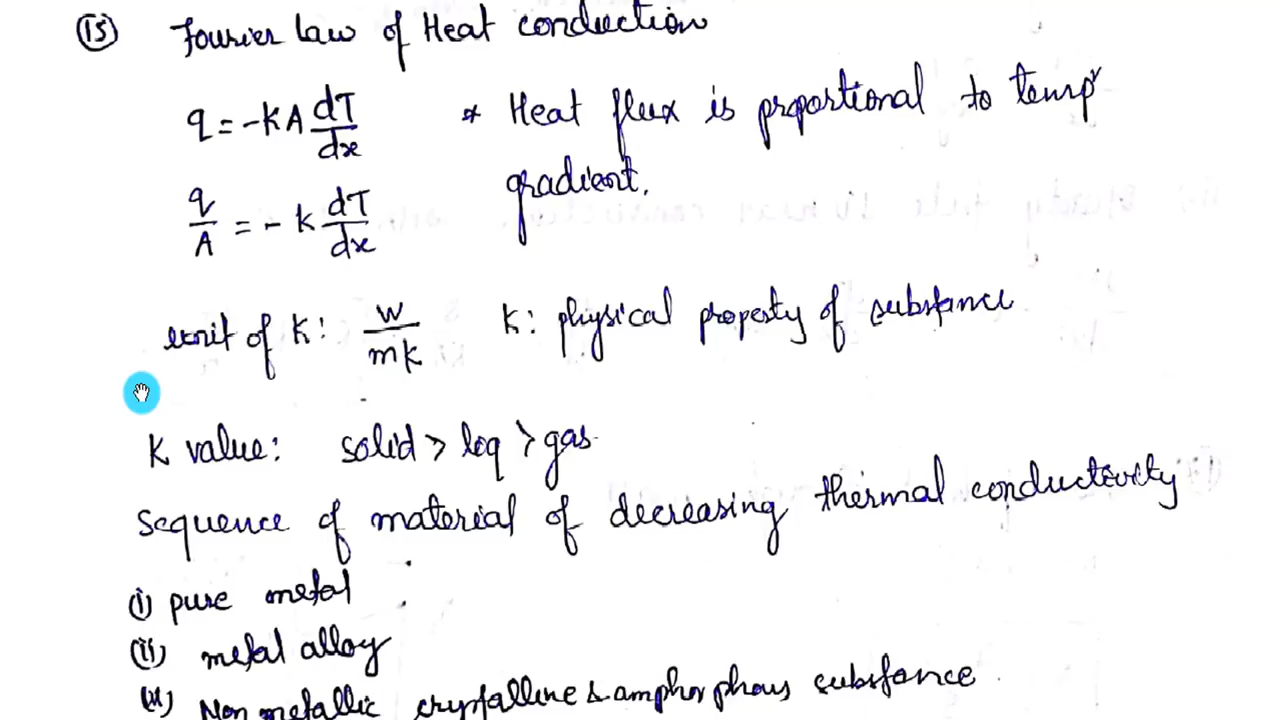 (15) Fourier law of Heat conduction
q = -KA dT/dx * Heat flux is proportional to tempr
gradient.
q/A = - K dT/dx
unit of K: W/mK K: physical property of substance
K value: solid > liq > gas.
Sequence of material of decreasing thermal conductivity
(i) pure metal
(ii) metal alloy
(iii) Non metallic crystalline & amphorphous substance